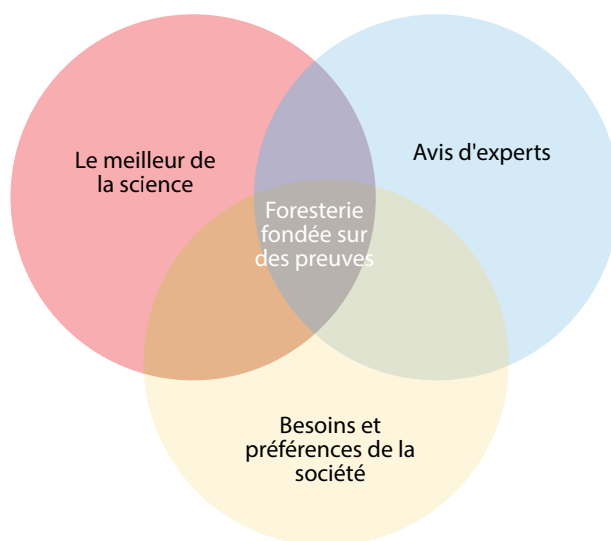 Le meilleur de
la science
Avis d'experts
Foresterie
fondée sur
des preuves
Besoins et
préférences de la
société